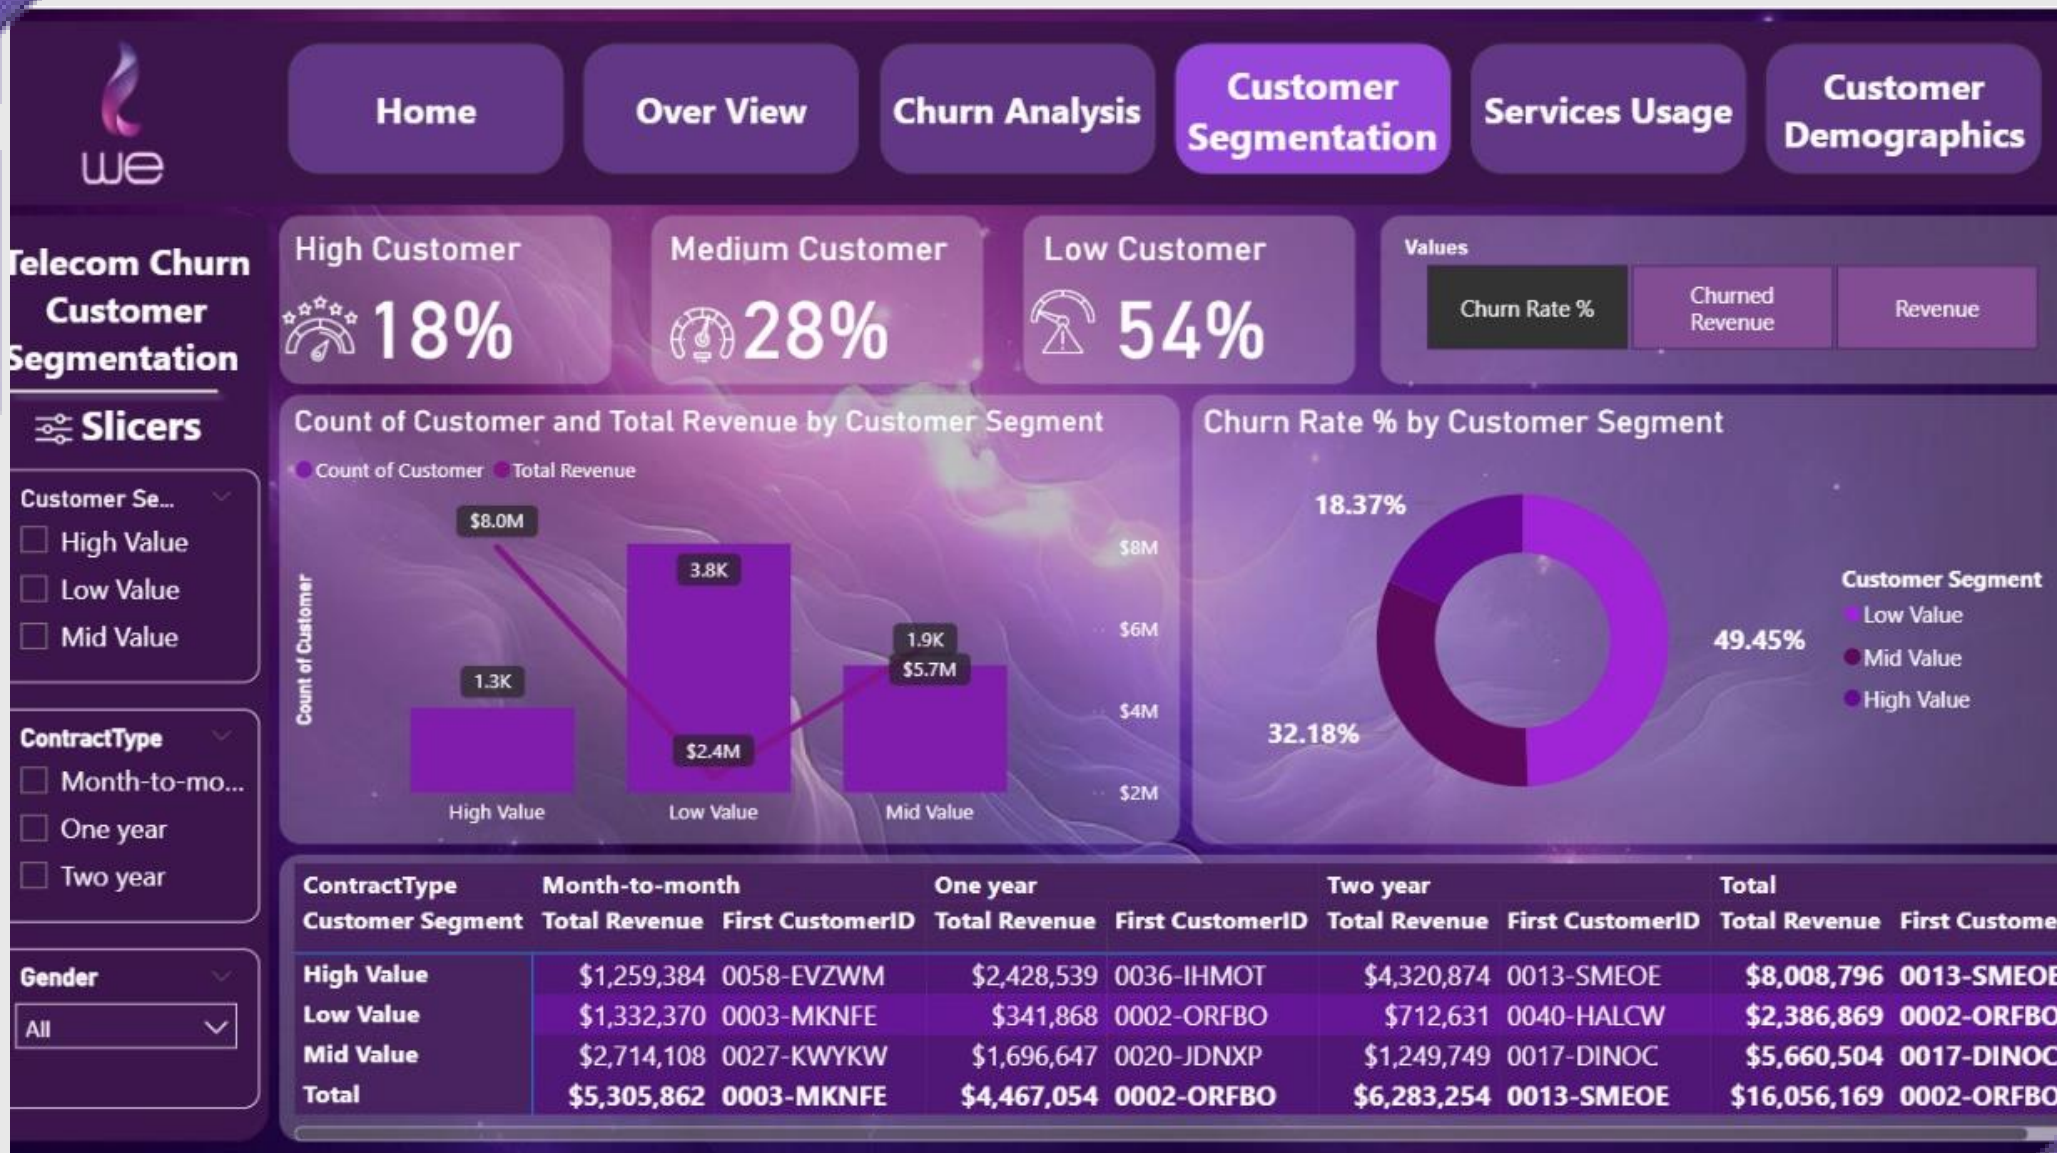 we
Home
Over View
Churn Analysis
Customer
Segmentation
Services Usage
Customer
Demographics
Telecom Churn
Customer
Segmentation
Slicers
Customer Se...
High Value
Low Value
Mid Value
ContractType
Month-to-mo...
One year
Two year
Gender
All
High Customer
18%
Medium Customer
28%
Low Customer
54%
Values
Churn Rate %
Churned
Revenue
Revenue
Count of Customer and Total Revenue by Customer Segment
Count of Customer Total Revenue
Count of Customer
$8.0M
3.8K
1.3K
1.9K
$5.7M
$2.4M
$8M
$6M
$4M
$2M
High Value Low Value Mid Value
Churn Rate % by Customer Segment
18.37%
49.45%
32.18%
Customer Segment
Low Value
Mid Value
High Value
ContractType Month-to-month One year Two year Total
Customer Segment Total Revenue First CustomerID Total Revenue First CustomerID Total Revenue First CustomerID Total Revenue First Custome
High Value $1,259,384 0058-EVZWM $2,428,539 0036-IHMOT $4,320,874 0013-SMEOE $8,008,796 0013-SMEOE
Low Value $1,332,370 0003-MKNFE $341,868 0002-ORFBO $712,631 0040-HALCW $2,386,869 0002-ORFBO
Mid Value $2,714,108 0027-KWYKW $1,696,647 0020-JDNXP $1,249,749 0017-DINOC $5,660,504 0017-DINOC
Total $5,305,862 0003-MKNFE $4,467,054 0002-ORFBO $6,283,254 0013-SMEOE $16,056,169 0002-ORFBO